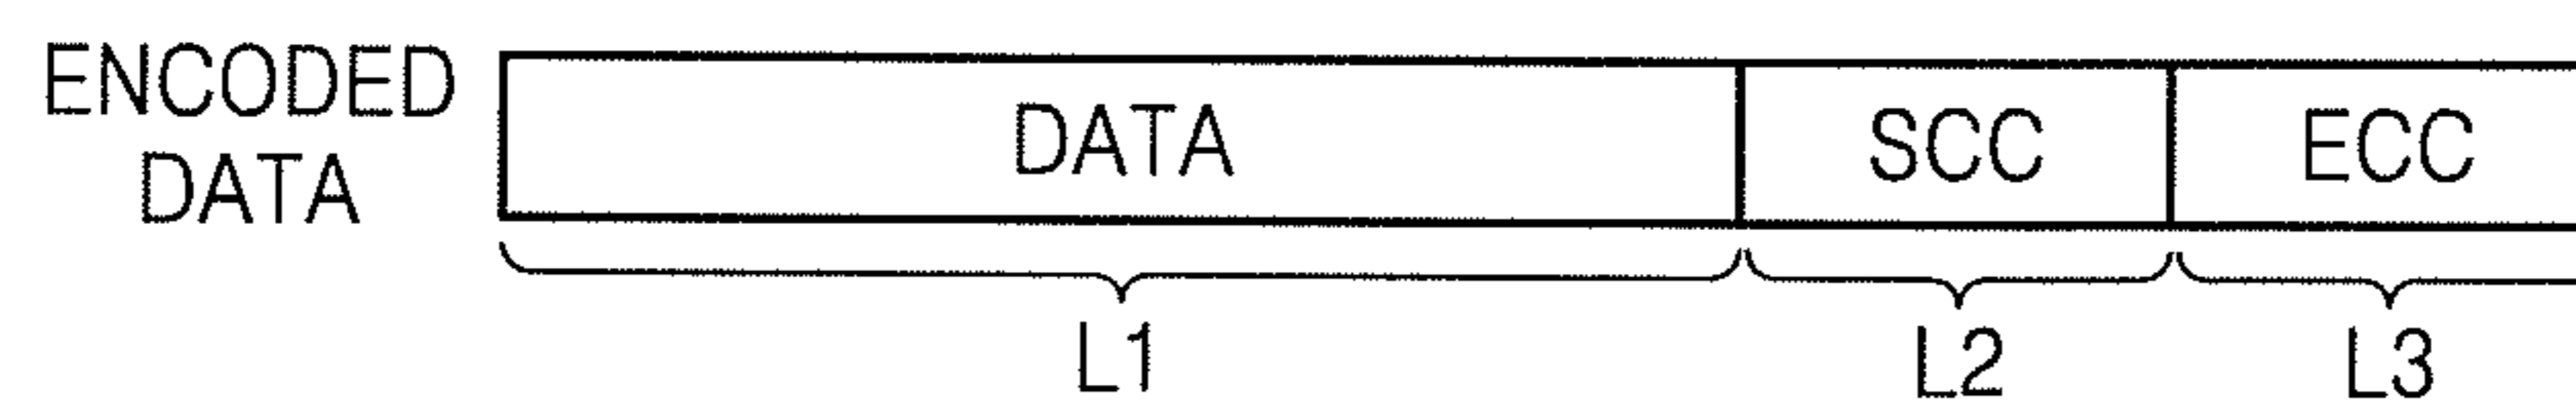 ENCODED
DATA
DATA SCC ECC
L1 L2 L3